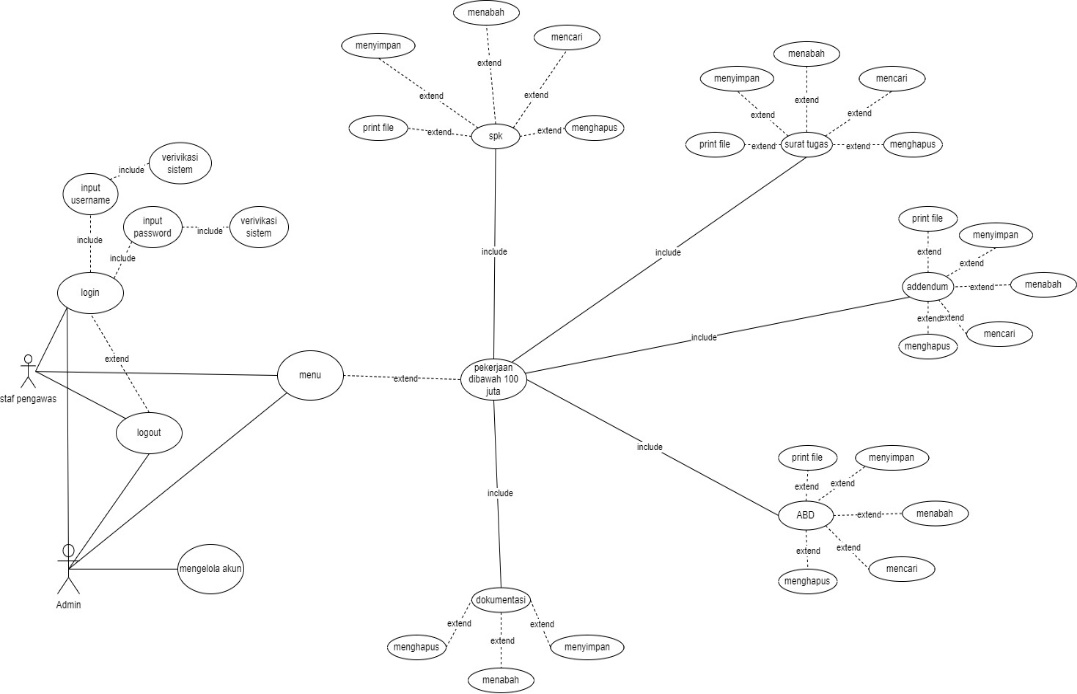 menabah
mencari
menyimpan
extend
extend
extend
print file
extend
spk
extend
menghapus
menabah
menyimpan
mencari
extend
extend
extend
print file
extend
surat tugas
extend
menghapus
verivikasi
sistem
include
input
username
input
password
include
verivikasi
sistem
include
include
login
extend
staf pengawas
logout
menu
extend
pekerjaan
dibawah 100
juta
include
include
include
include
include
print file
menyimpan
extend
extend
addendum
extend
menabah
extend
extend
mencari
menghapus
print file
menyimpan
extend
extend
ABD
extend
menabah
extend
extend
mencari
menghapus
Admin
mengelola akun
dokumentasi
extend
extend
extend
menghapus
menyimpan
menabah